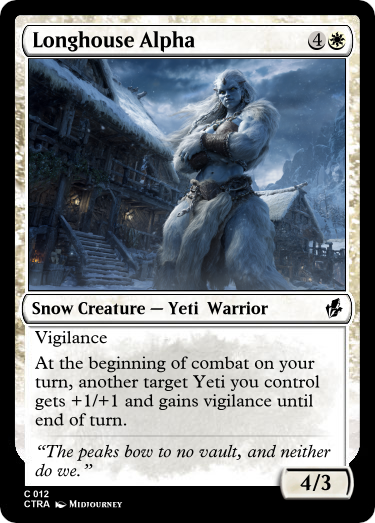 Longhouse Alpha 4
Snow Creature — Yeti Warrior
Vigilance
At the beginning of combat on your
turn, another target Yeti you control
gets +1/+1 and gains vigilance until
end of turn.
“The peaks bow to no vault, and neither
do we.”
4/3
C 012
CTRA Midjourney